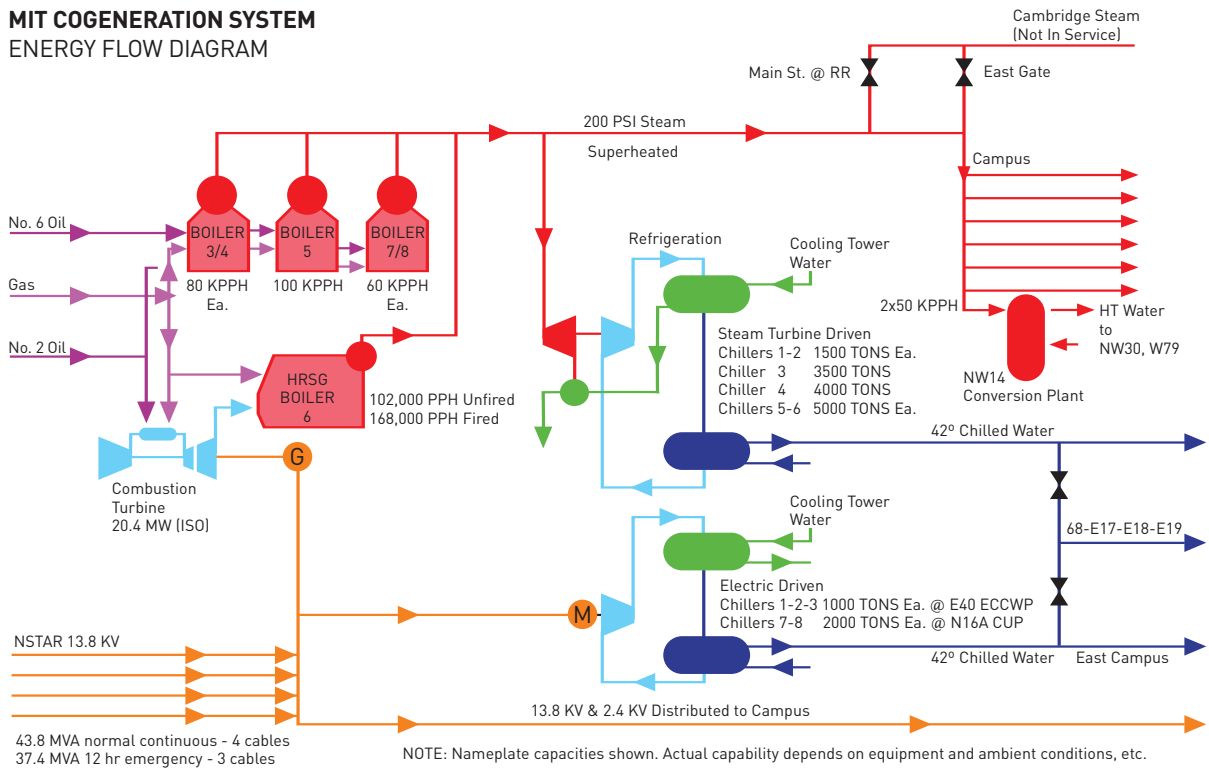 MIT COGENERATION SYSTEM
ENERGY FLOW DIAGRAM
Cambridge Steam
(Not In Service)
Main St. @ RR
East Gate
200 PSI Steam
Superheated
Campus
No. 6 Oil
BOILER
3/4
BOILER
5
BOILER
7/8
80 KPPH
Ea.
100 KPPH
60 KPPH
Ea.
Gas
No. 2 Oil
HRSG
BOILER
6
102,000 PPH Unfired
168,000 PPH Fired
Refrigeration
Cooling Tower
Water
2x50 KPPH
HT Water
to
NW30, W79
NW14
Conversion Plant
Steam Turbine Driven
Chillers 1-2 1500 TONS Ea.
Chiller 3 3500 TONS
Chiller 4 4000 TONS
Chillers 5-6 5000 TONS Ea.
42º Chilled Water
G
Combustion
Turbine
20.4 MW (ISO)
Cooling Tower
Water
68-E17-E18-E19
M
Electric Driven
Chillers 1-2-3 1000 TONS Ea. @ E40 ECCWP
Chillers 7-8 2000 TONS Ea. @ N16A CUP
42º Chilled Water
East Campus
NSTAR 13.8 KV
13.8 KV & 2.4 KV Distributed to Campus
43.8 MVA normal continuous - 4 cables
37.4 MVA 12 hr emergency - 3 cables
NOTE: Nameplate capacities shown. Actual capability depends on equipment and ambient conditions, etc.